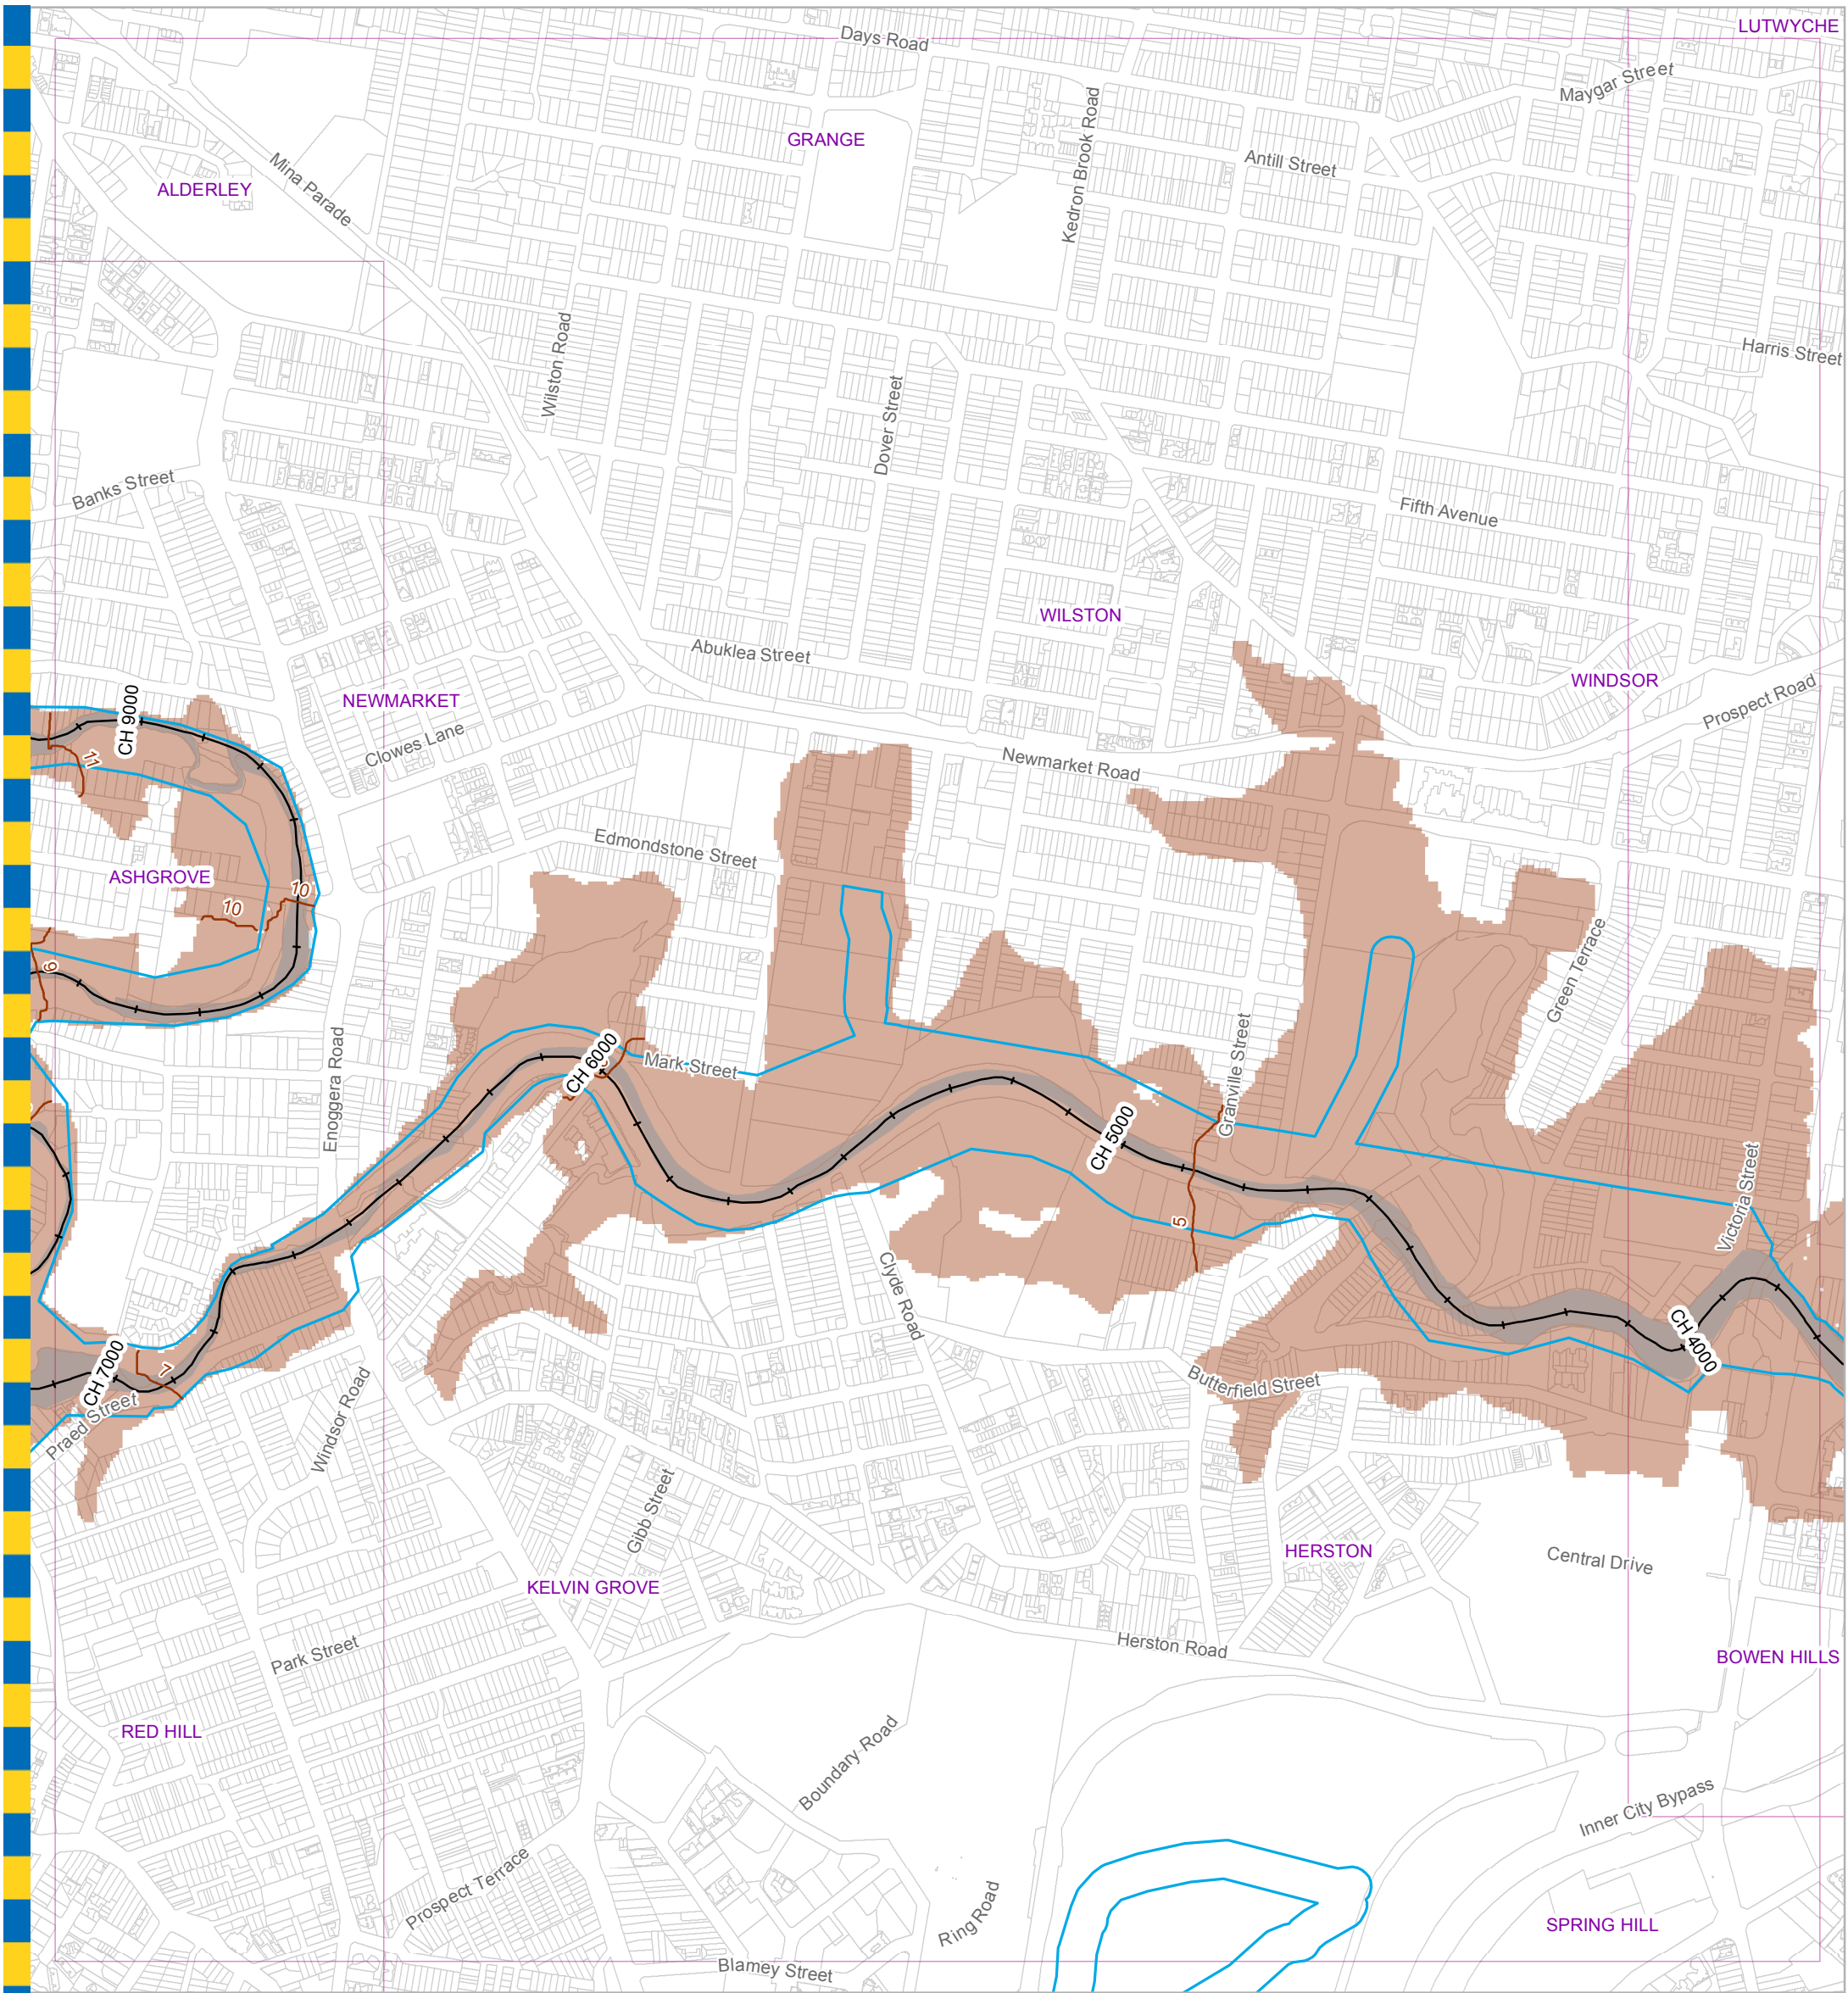 LUTWYCHE
Days Road
Maygar Street
GRANGE
Kedron Brook Road
Antill Street
Mina Parade
ALDERLEY
Harris Street
Wilston Road
Dover Street
Banks Street
Fifth Avenue
WILSTON
Abuklea Street
WINDSOR
Prospect Road
NEWMARKET
CH 9000
Clowes Lane
11
Newmarket Road
Edmondstone Street
ASHGROVE
10
10
9
Green Terrace
Enoggera Road
CH 6000
Mark Street
Granville Street
CH 5000
5
Victoria Street
Clyde Road
CH 4000
CH 7000
7
Praed Street
Butterfield Street
Windsor Road
Gibb Street
HERSTON
Central Drive
KELVIN GROVE
Herston Road
Park Street
BOWEN HILLS
RED HILL
Boundary Road
Inner City Bypass
Prospect Terrace
Ring Road
SPRING HILL
Blamey Street